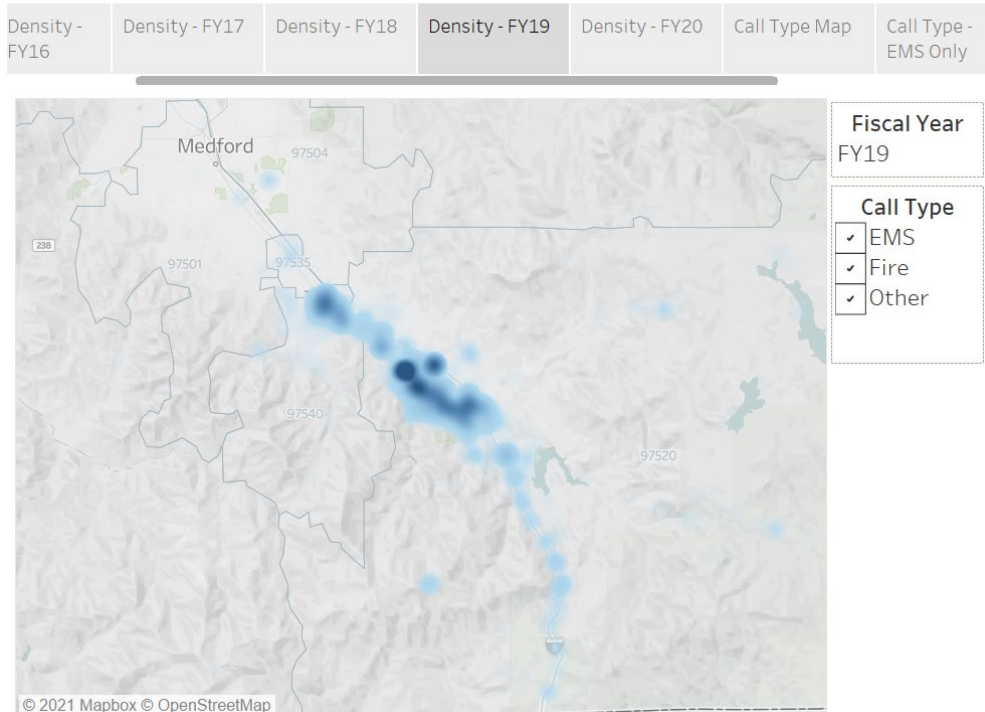 Density -
FY16
Density - FY17
Density - FY18
Density - FY19
Density - FY20
Call Type Map
Call Type -
EMS Only
Fiscal Year
FY19
Call Type
EMS
Fire
Other
Medford
97504
238
97501
97535
97540
97520
© 2021 Mapbox © OpenStreetMap